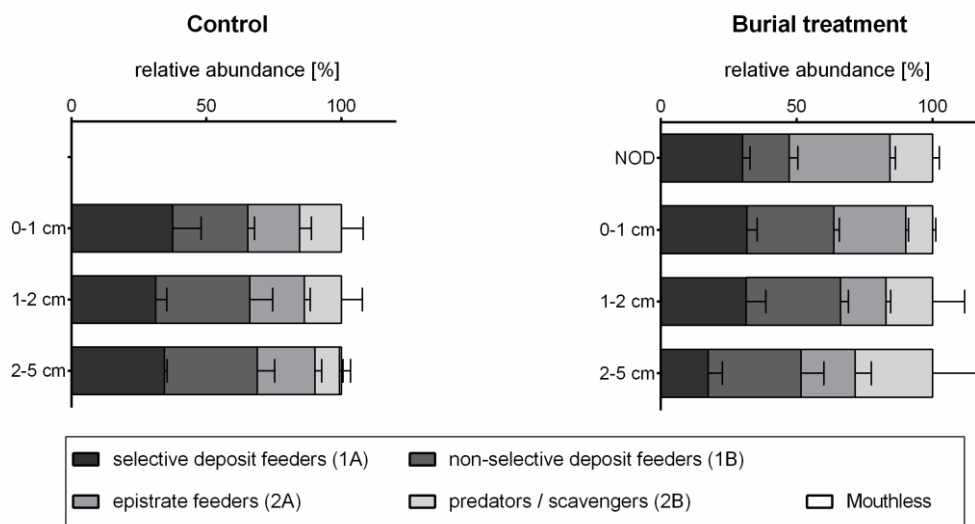 Control
relative abundance [%]
0 50 100
0-1 cm
1-2 cm
2-5 cm
Burial treatment
relative abundance [%]
0 50 100
NOD
0-1 cm
1-2 cm
2-5 cm
selective deposit feeders (1A) non-selective deposit feeders (1B)
epistrate feeders (2A) predators / scavengers (2B) Mouthless